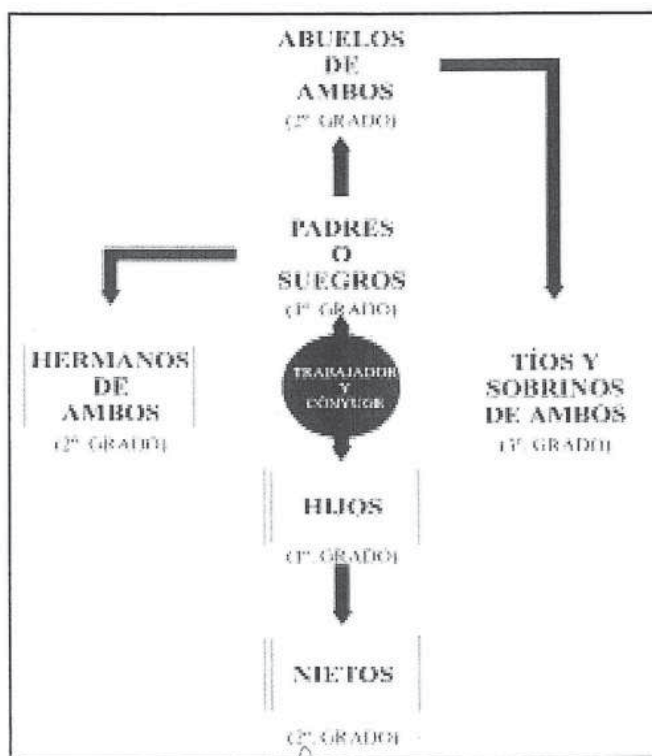 ABUELOS
DE
AMBOS
(2º. GRADO)
PADRES
O
SUEGROS
(1º GRADO)
HERMANOS
DE
AMBOS
(2º. GRADO)
TRABAJADOR
Y
CÓNYUGE
TÍOS Y
SOBRINOS
DE AMBOS
(3º. GRADO)
HIJOS
(1º. GRADO)
NIETOS
(2º. GRADO)